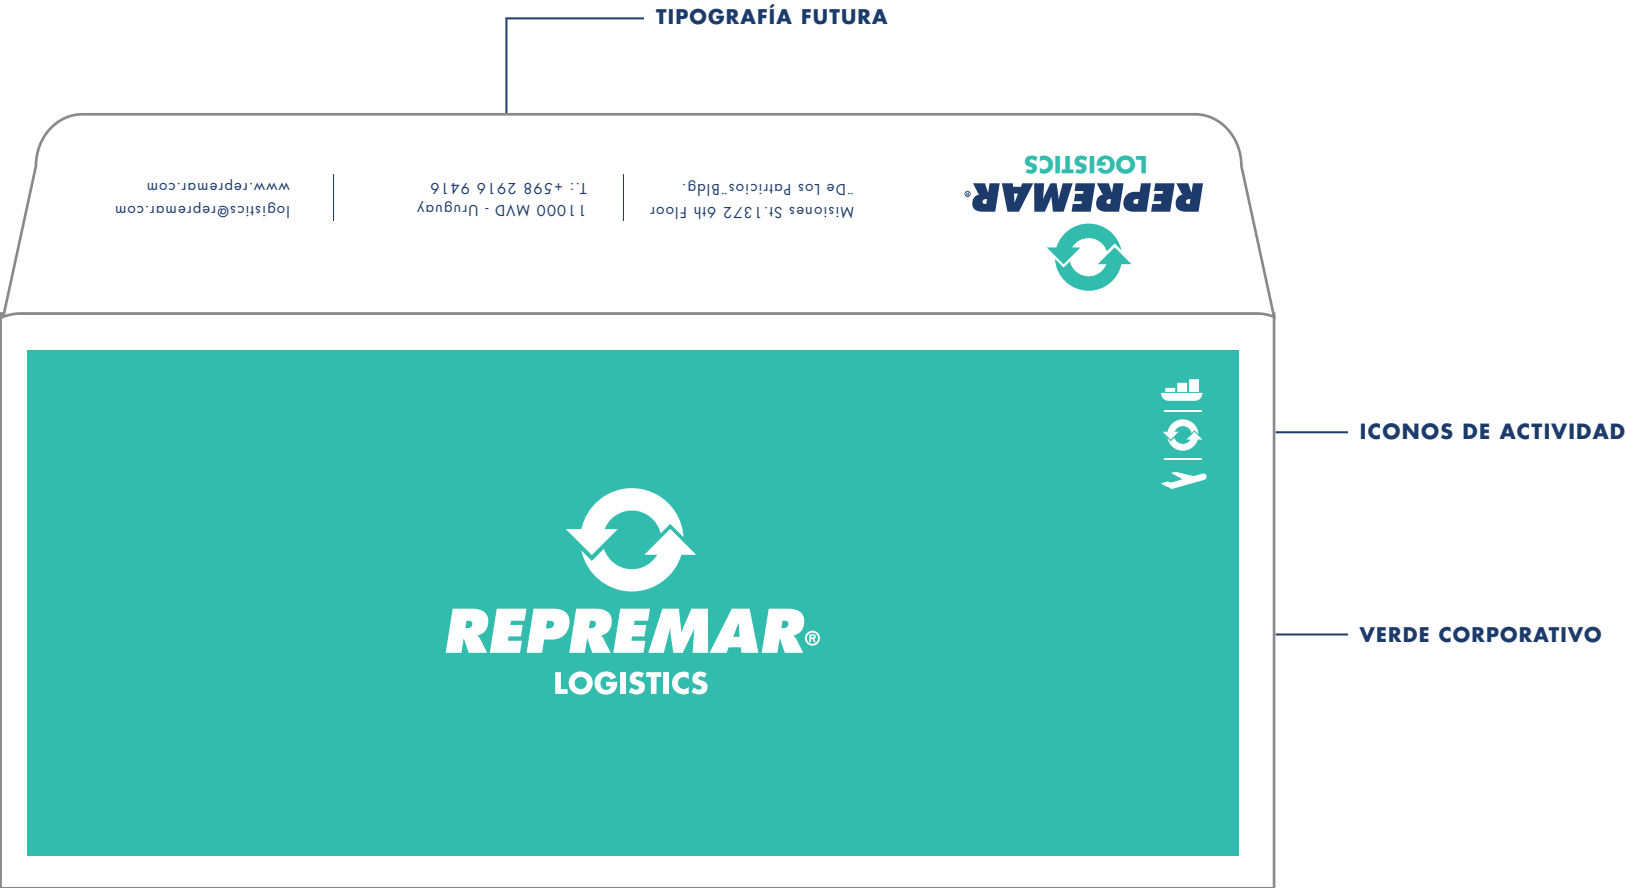 TIPOGRAFÍA FUTURA
REPREMAR®
LOGISTICS
Misiones St.1372 6th Floor
"De Los Patricios"Bldg.
11000 MVD - Uruguay
T.: +598 2916 9416
logistics@repremar.com
www.repremar.com
ICONOS DE ACTIVIDAD
REPREMAR®
LOGISTICS
VERDE CORPORATIVO